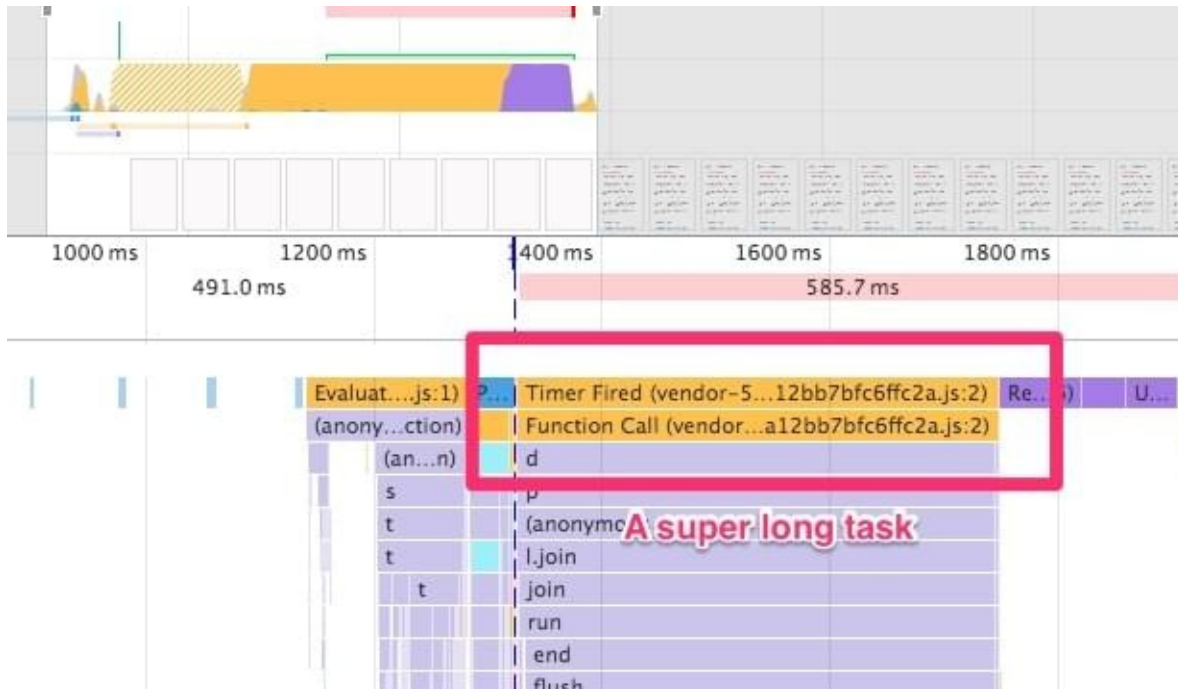 1000 ms 1200 ms 1400 ms 1600 ms 1800 ms
491.0 ms 585.7 ms
Evaluat....js:1) P... Timer Fired (vendor-5...12bb7bfc6ffc2a.js:2) Re... U...
(anony...ction) Function Call (vendor...a12bb7bfc6ffc2a.js:2)
(an...n) d
s p
t (anonymo
A super long task
t l.join
t join
run
end
flush